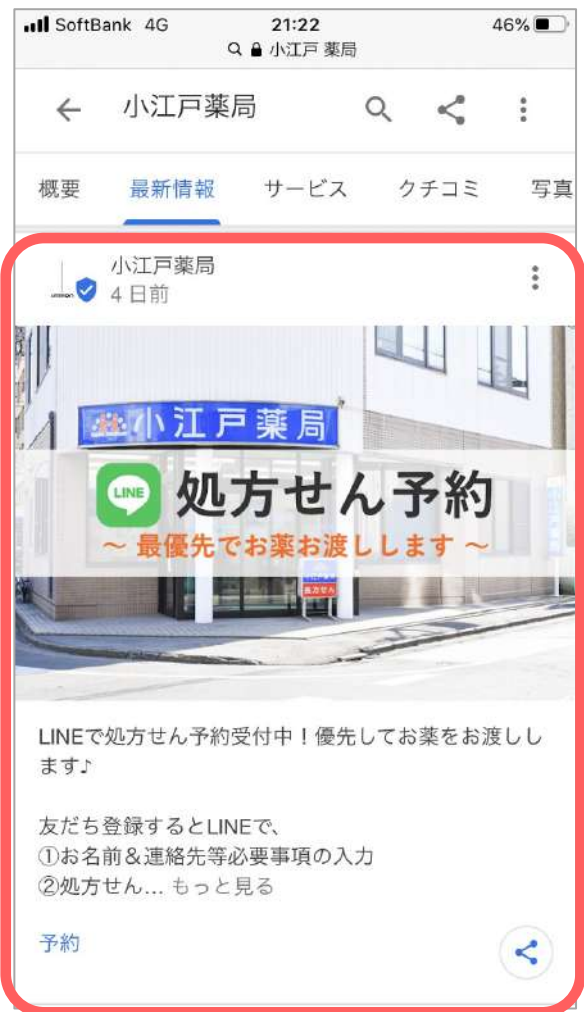 SoftBank 4G 21:22 46%
小江戸 薬局
小江戸薬局
概要 最新情報 サービス クチコミ 写真
小江戸薬局
4 日前
小江戸薬局
LINE 処方せん予約
~ 最優先でお薬お渡しします ~
処方せん
LINEで処方せん予約受付中！優先してお薬をお渡しし
ます♪
友だち登録するとLINEで、
①お名前＆連絡先等必要事項の入力
②処方せん... もっと見る
予約